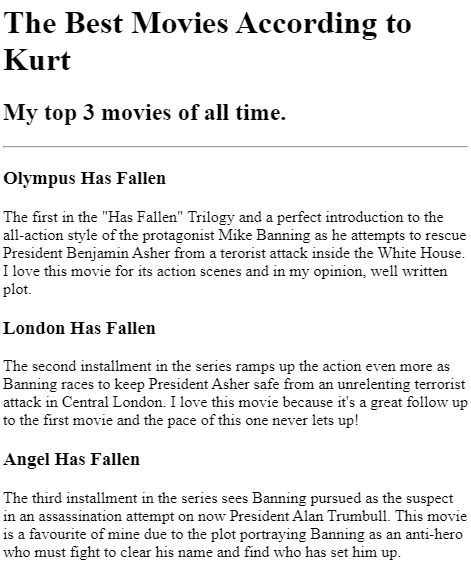 The Best Movies According to
Kurt
My top 3 movies of all time.
Olympus Has Fallen
The first in the "Has Fallen" Trilogy and a perfect introduction to the
all-action style of the protagonist Mike Banning as he attempts to rescue
President Benjamin Asher from a terorist attack inside the White House.
I love this movie for its action scenes and in my opinion, well written
plot.
London Has Fallen
The second installment in the series ramps up the action even more as
Banning races to keep President Asher safe from an unrelenting terrorist
attack in Central London. I love this movie because it's a great follow up
to the first movie and the pace of this one never lets up!
Angel Has Fallen
The third installment in the series sees Banning pursued as the suspect
in an assassination attempt on now President Alan Trumbull. This movie
is a favourite of mine due to the plot portraying Banning as an anti-hero
who must fight to clear his name and find who has set him up.